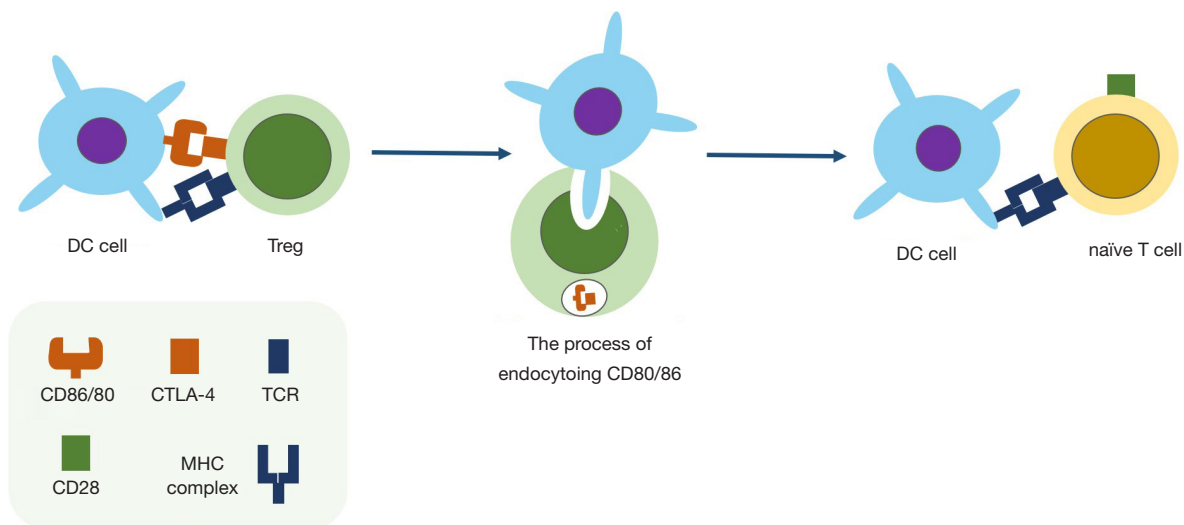 DC cell
Treg
The process of
endocytoing CD80/86
DC cell
naïve T cell
CD86/80
CTLA-4
TCR
CD28
MHC
complex